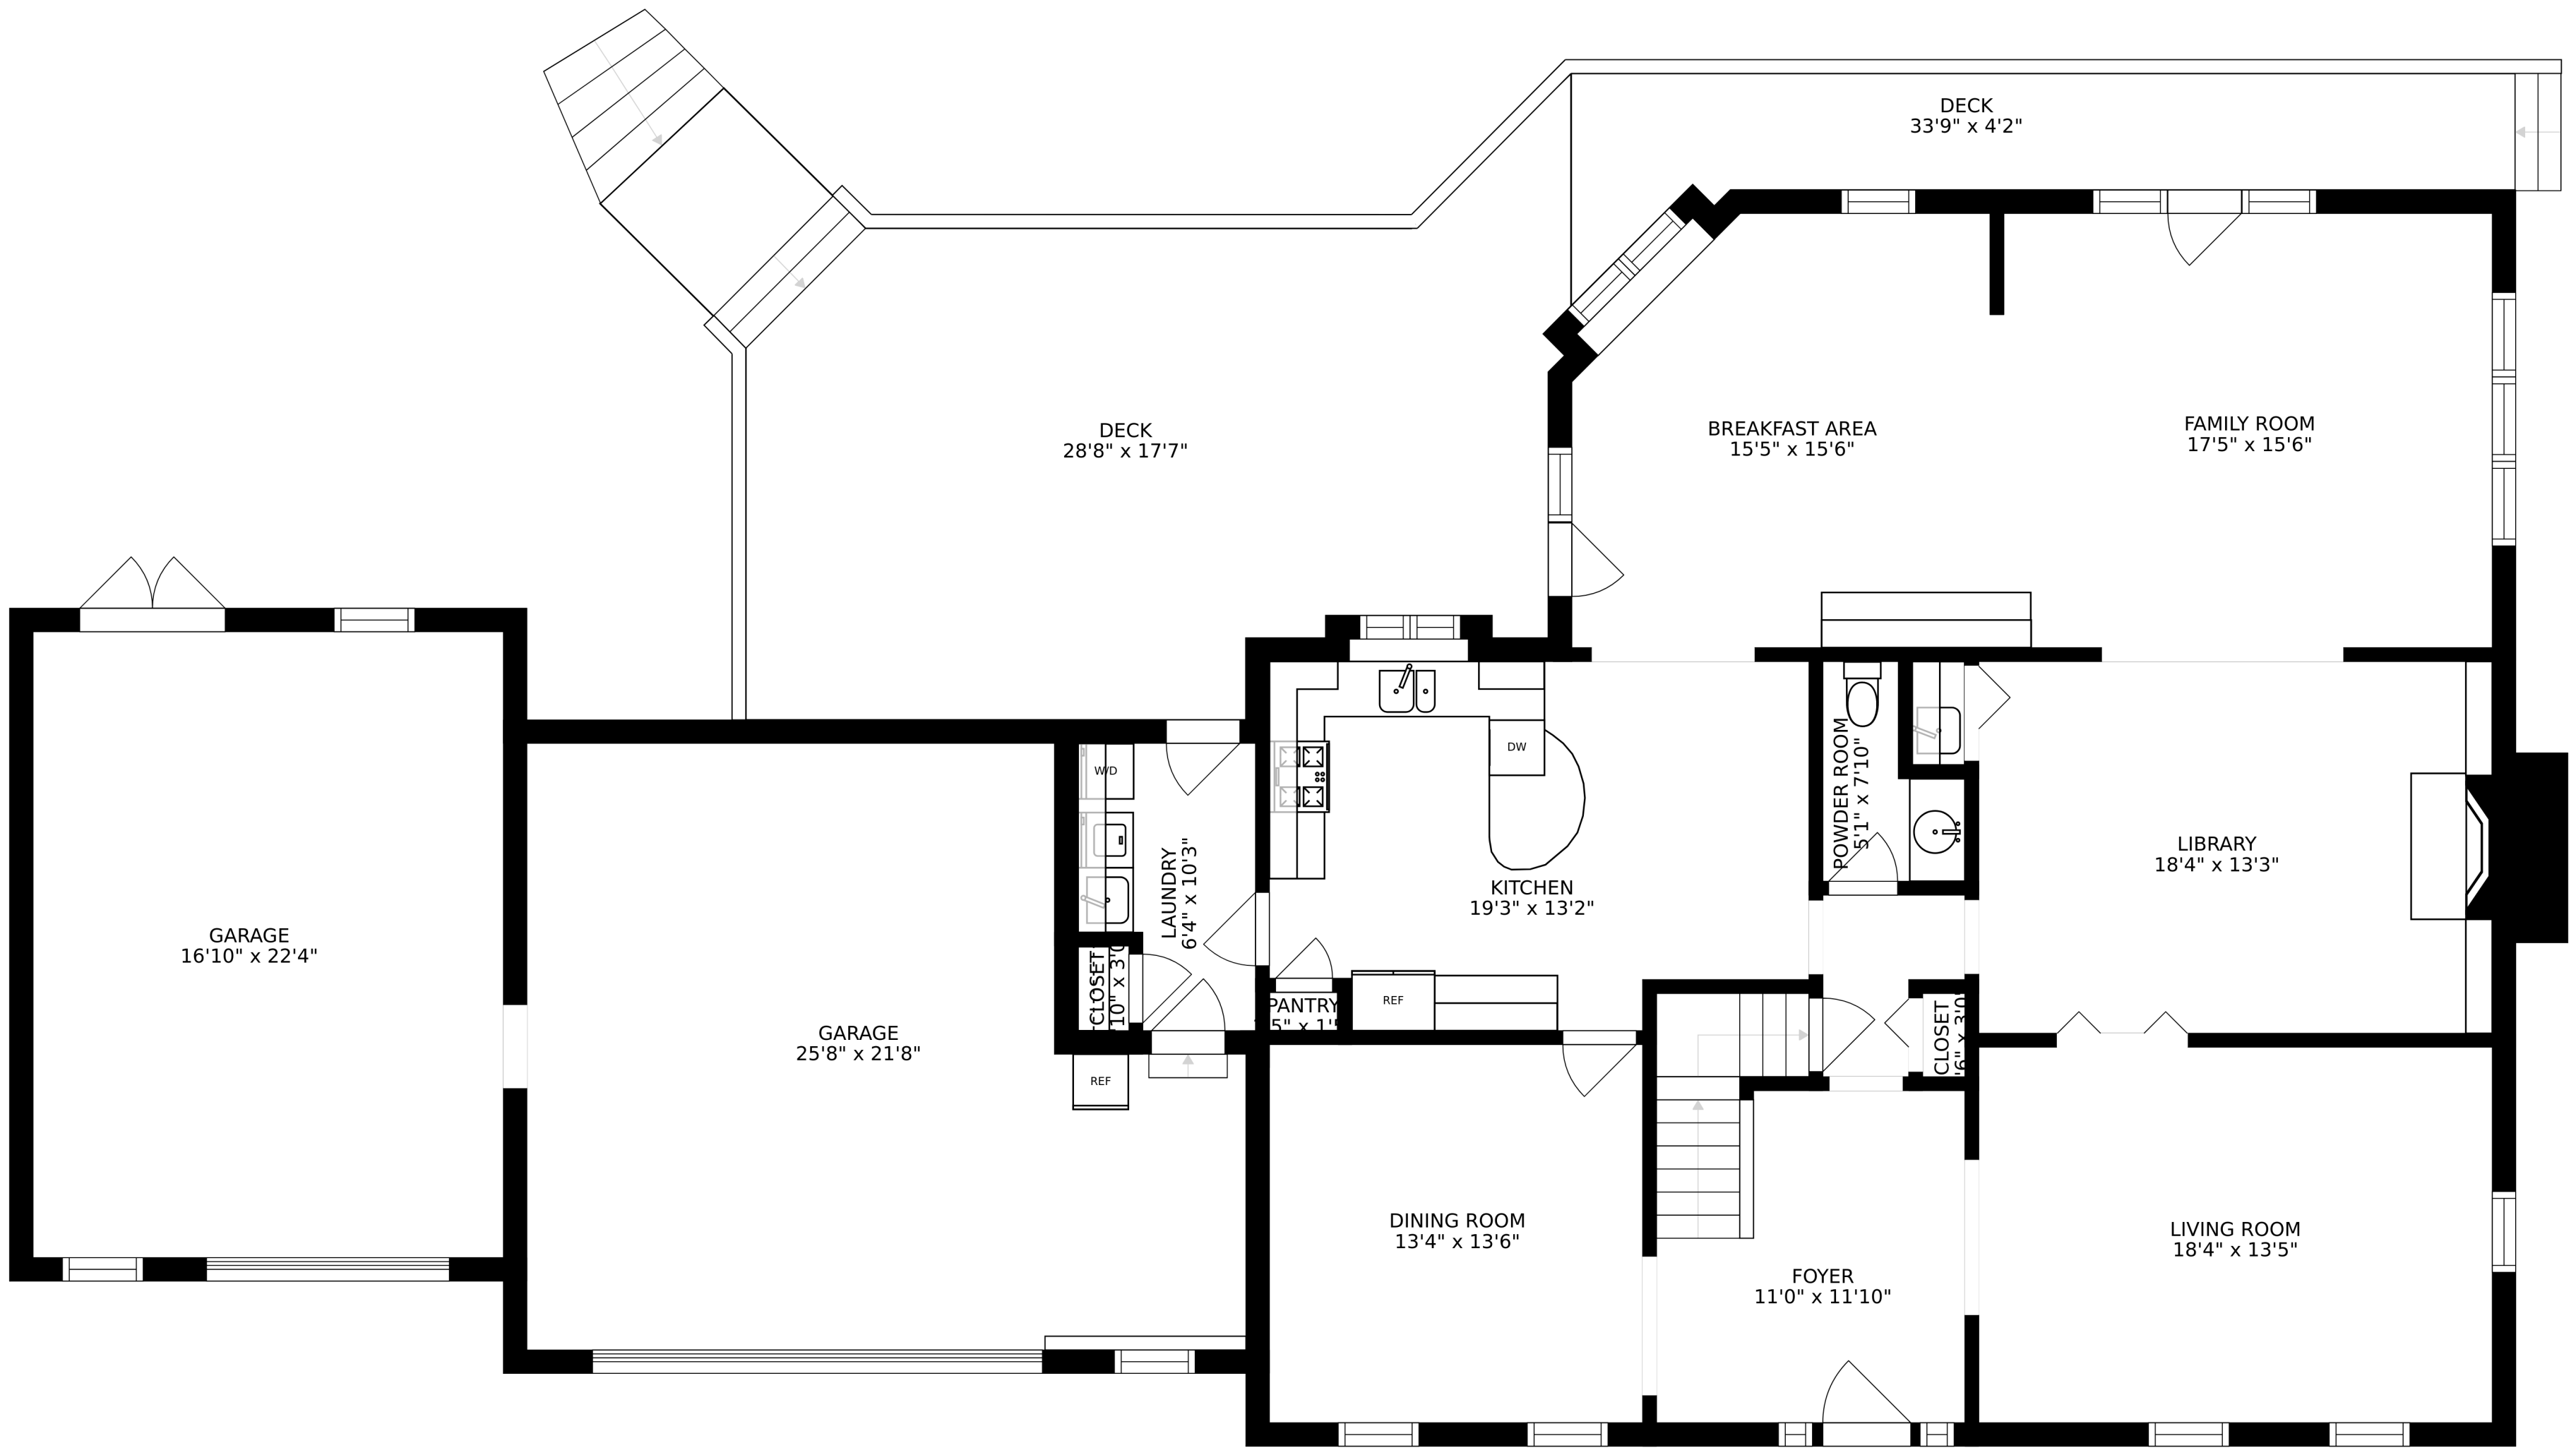 DECK
33'9" x 4'2"
DECK
28'8" x 17'7"
BREAKFAST AREA
15'5" x 15'6"
FAMILY ROOM
17'5" x 15'6"
GARAGE
16'10" x 22'4"
GARAGE
25'8" x 21'8"
W/D
LAUNDRY
6'4" x 10'3"
CLOSET
DW
KITCHEN
19'3" x 13'2"
PANTRY
REF
REF
POWDER ROOM
5'1" x 7'10"
LIBRARY
18'4" x 13'3"
CLOSET
DINING ROOM
13'4" x 13'6"
FOYER
11'0" x 11'10"
LIVING ROOM
18'4" x 13'5"